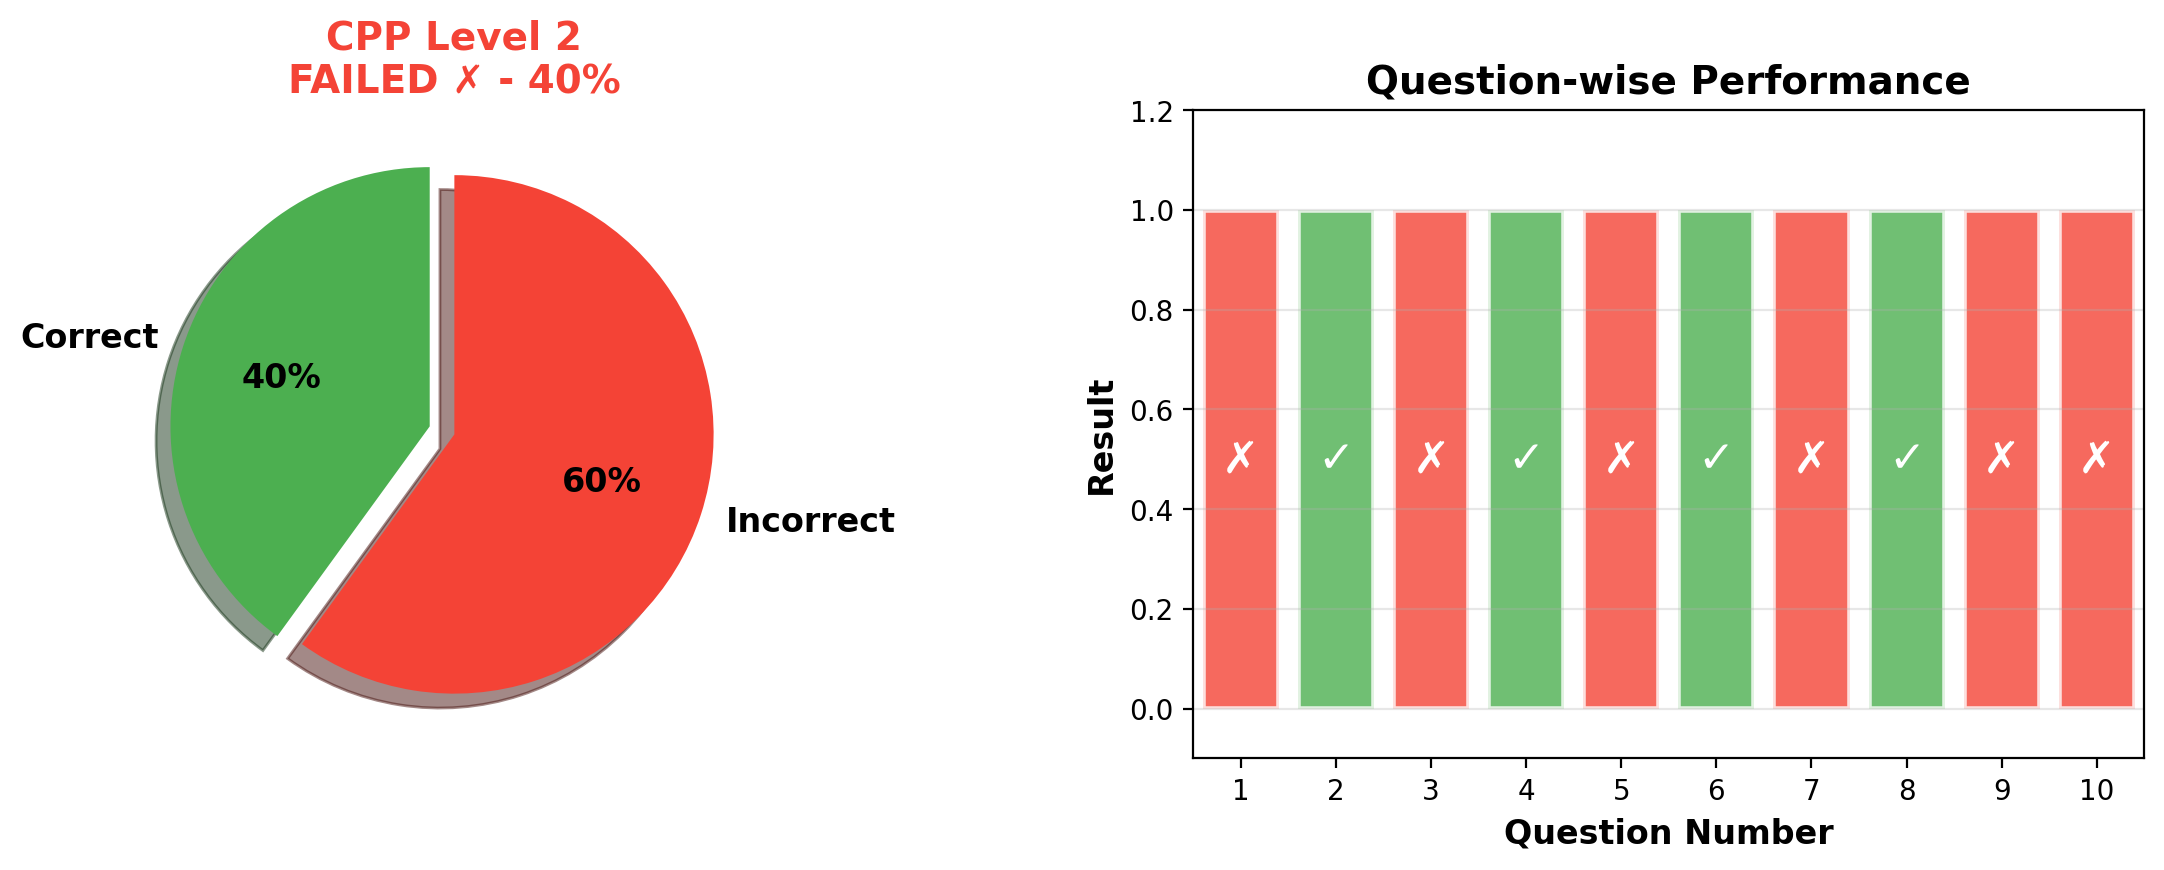 CPP Level 2
FAILED ✗ - 40%
Correct
40%
60%
Incorrect
Question-wise Performance
Result
1.2
1.0
0.8
0.6
0.4
0.2
0.0
✗ ✓ ✗ ✓ ✗ ✓ ✗ ✓ ✗ ✗
1 2 3 4 5 6 7 8 9 10
Question Number